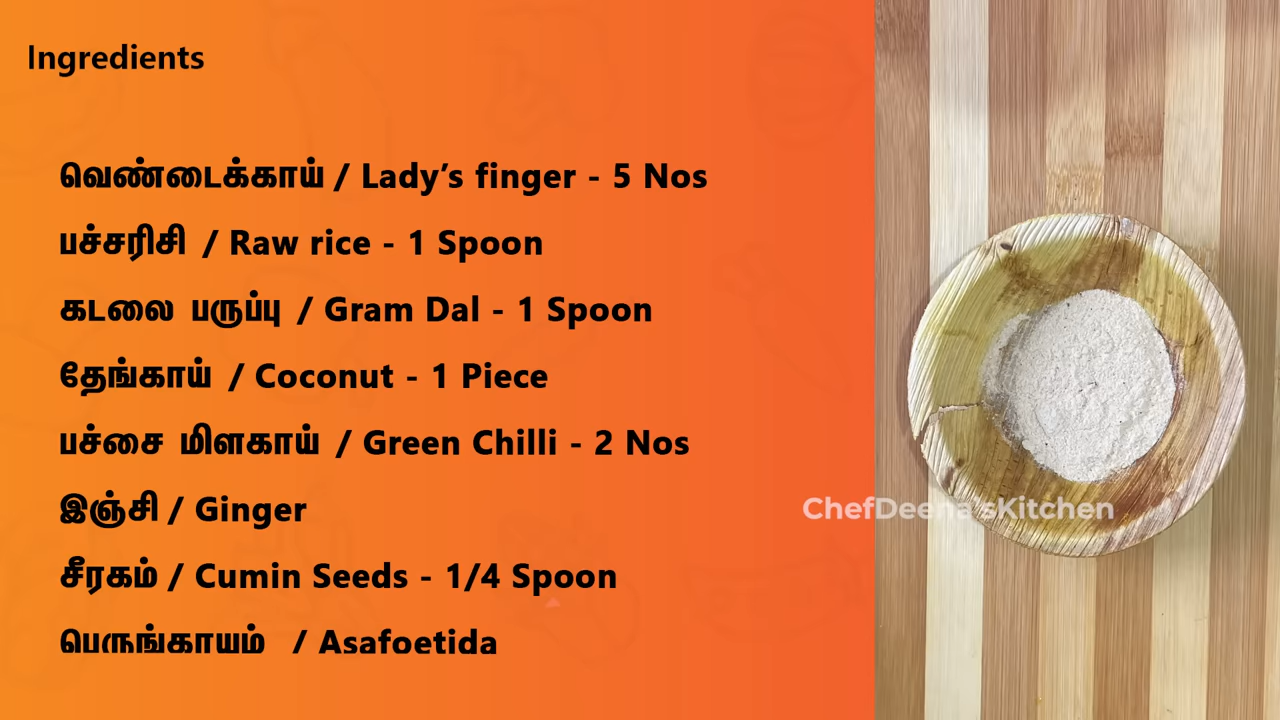 Ingredients
வெண்டைக்காய் / Lady’s finger - 5 Nos
பச்சரிசி / Raw rice - 1 Spoon
கடலை பருப்பு / Gram Dal - 1 Spoon
தேங்காய் / Coconut - 1 Piece
பச்சை மிளகாய் / Green Chilli - 2 Nos
இஞ்சி / Ginger
சீரகம் / Cumin Seeds - 1/4 Spoon
பெருங்காயம் / Asafoetida
ChefDeena'sKitchen